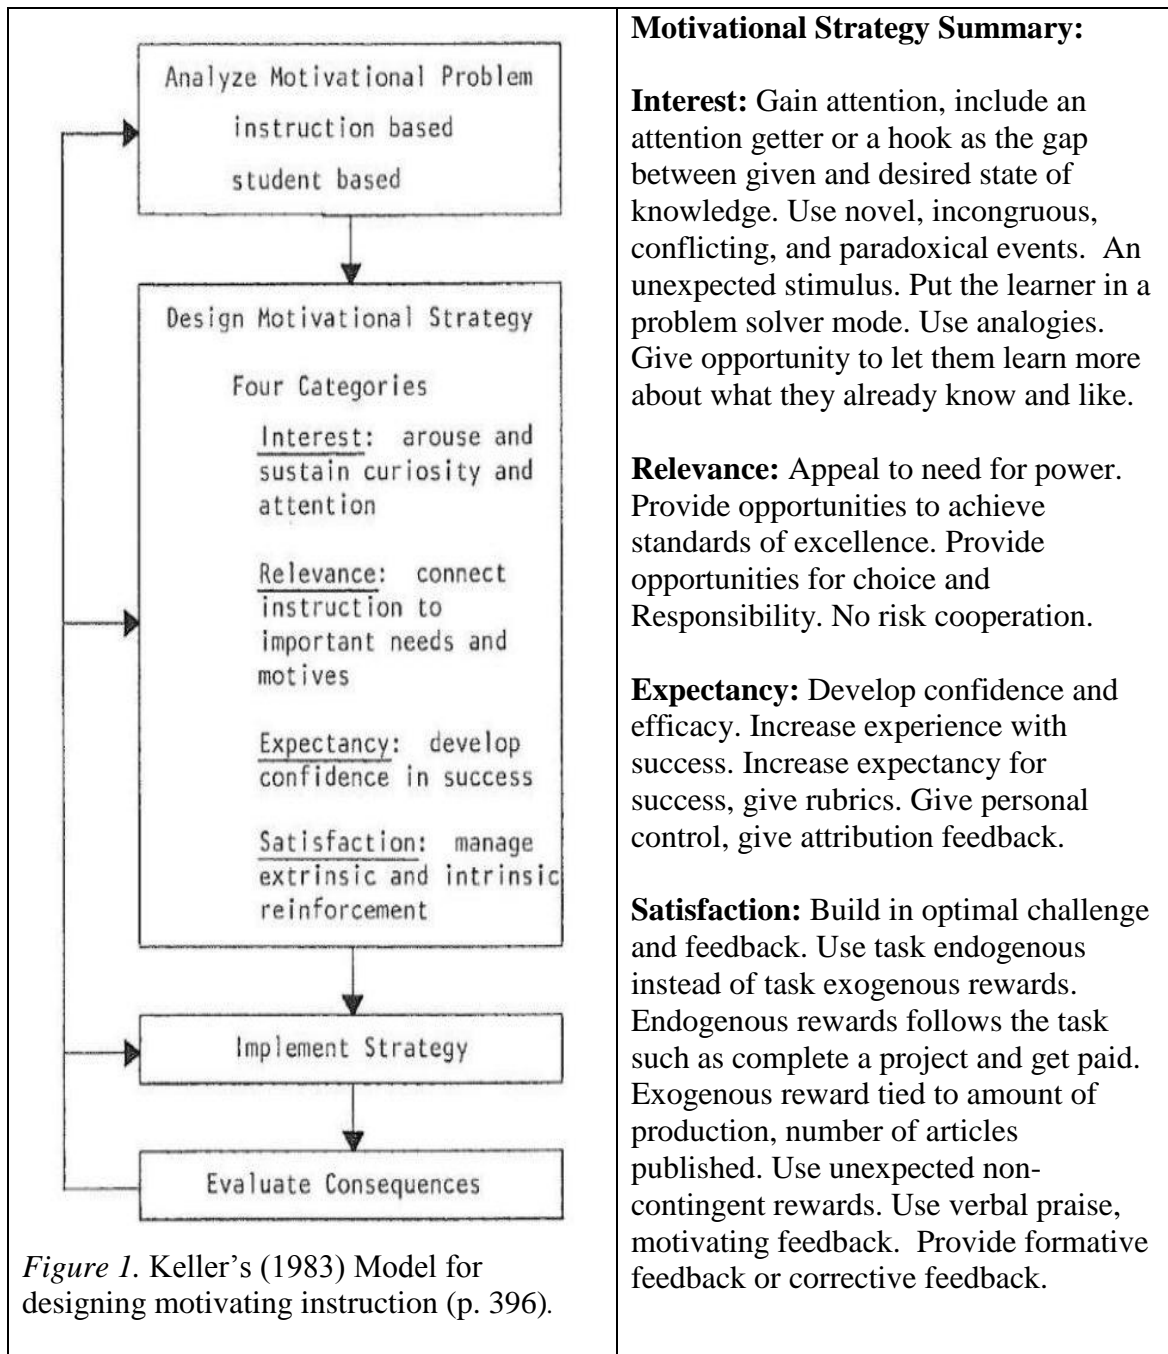 Analyze Motivational Problem
instruction based
student based
Design Motivational Strategy
Four Categories
Interest: arouse and
sustain curiosity and
attention
Relevance: connect
instruction to
important needs and
motives
Expectancy: develop
confidence in success
Satisfaction: manage
extrinsic and intrinsic
reinforcement
Implement Strategy
Evaluate Consequences
Figure 1. Keller’s (1983) Model for
designing motivating instruction (p. 396).
Motivational Strategy Summary:
Interest: Gain attention, include an
attention getter or a hook as the gap
between given and desired state of
knowledge. Use novel, incongruous,
conflicting, and paradoxical events.  An
unexpected stimulus. Put the learner in a
problem solver mode. Use analogies.
Give opportunity to let them learn more
about what they already know and like.
Relevance: Appeal to need for power.
Provide opportunities to achieve
standards of excellence. Provide
opportunities for choice and
Responsibility. No risk cooperation.
Expectancy: Develop confidence and
efficacy. Increase experience with
success. Increase expectancy for
success, give rubrics. Give personal
control, give attribution feedback.
Satisfaction: Build in optimal challenge
and feedback. Use task endogenous
instead of task exogenous rewards.
Endogenous rewards follows the task
such as complete a project and get paid.
Exogenous reward tied to amount of
production, number of articles
published. Use unexpected non-
contingent rewards. Use verbal praise,
motivating feedback.  Provide formative
feedback or corrective feedback.